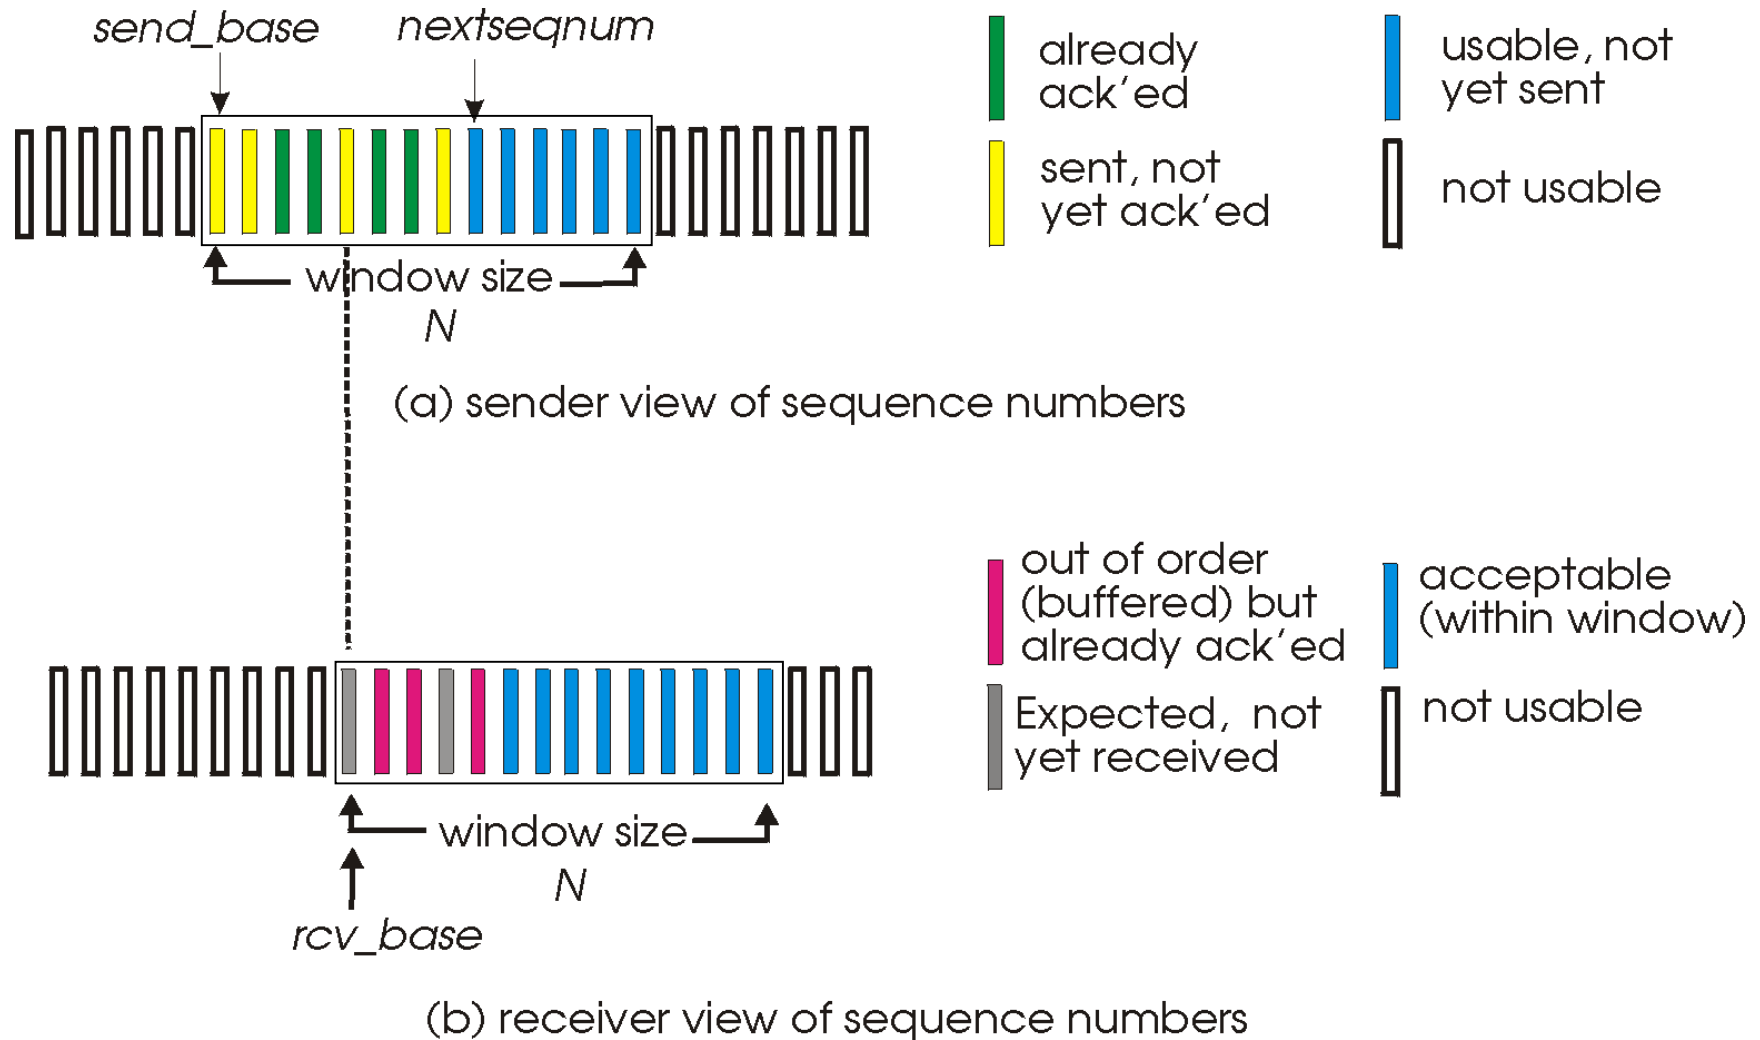 send_base
nextseqnum
already
ack'ed
usable, not
yet sent
sent, not
yet ack'ed
not usable
window size
N
(a) sender view of sequence numbers
out of order
(buffered) but
already ack'ed
acceptable
(within window)
Expected, not
yet received
not usable
window size
N
rcv_base
(b) receiver view of sequence numbers